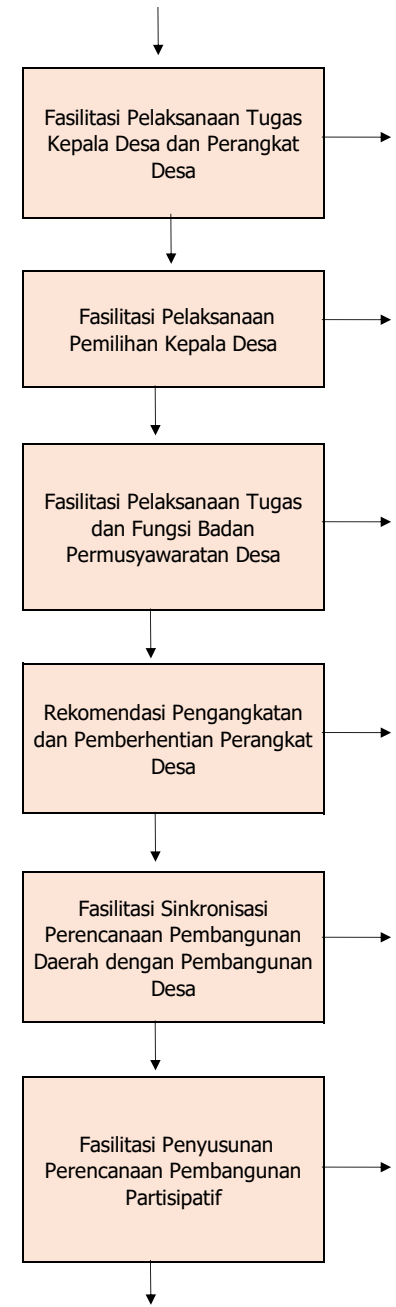 Fasilitasi Pelaksanaan Tugas
Kepala Desa dan Perangkat
Desa
Fasilitasi Pelaksanaan
Pemilihan Kepala Desa
Fasilitasi Pelaksanaan Tugas
dan Fungsi Badan
Permusyawaratan Desa
Rekomendasi Pengangkatan
dan Pemberhentian Perangkat
Desa
Fasilitasi Sinkronisasi
Perencanaan Pembangunan
Daerah dengan Pembangunan
Desa
Fasilitasi Penyusunan
Perencanaan Pembangunan
Partisipatif